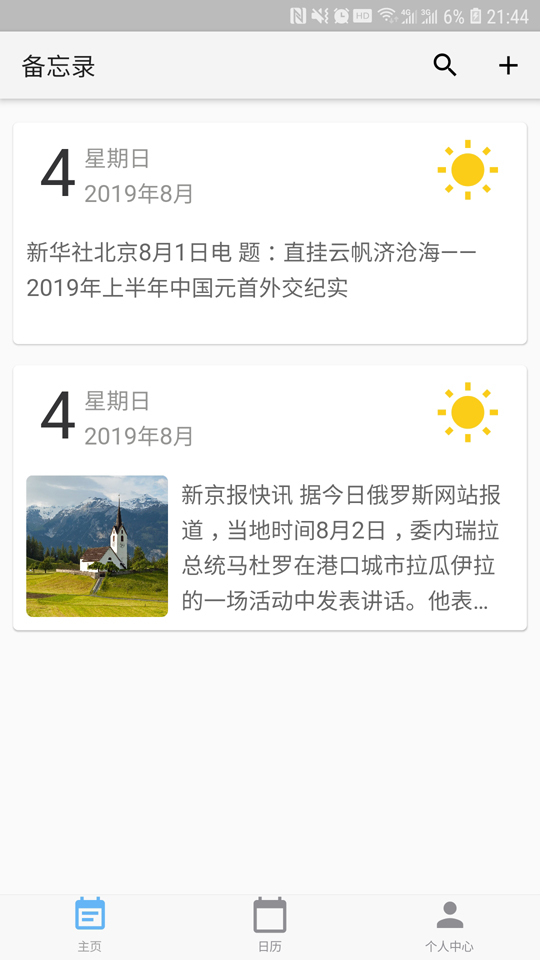 HD 4G 3G 6% 21:44
备忘录
4
星期日
2019年8月
新华社北京8月1日电 题：直挂云帆济沧海——
2019年上半年中国元首外交纪实
4
星期日
2019年8月
新京报快讯 据今日俄罗斯网站报
道，当地时间8月2日，委内瑞拉
总统马杜罗在港口城市拉瓜伊拉
的一场活动中发表讲话。他表…
主页
日历
个人中心